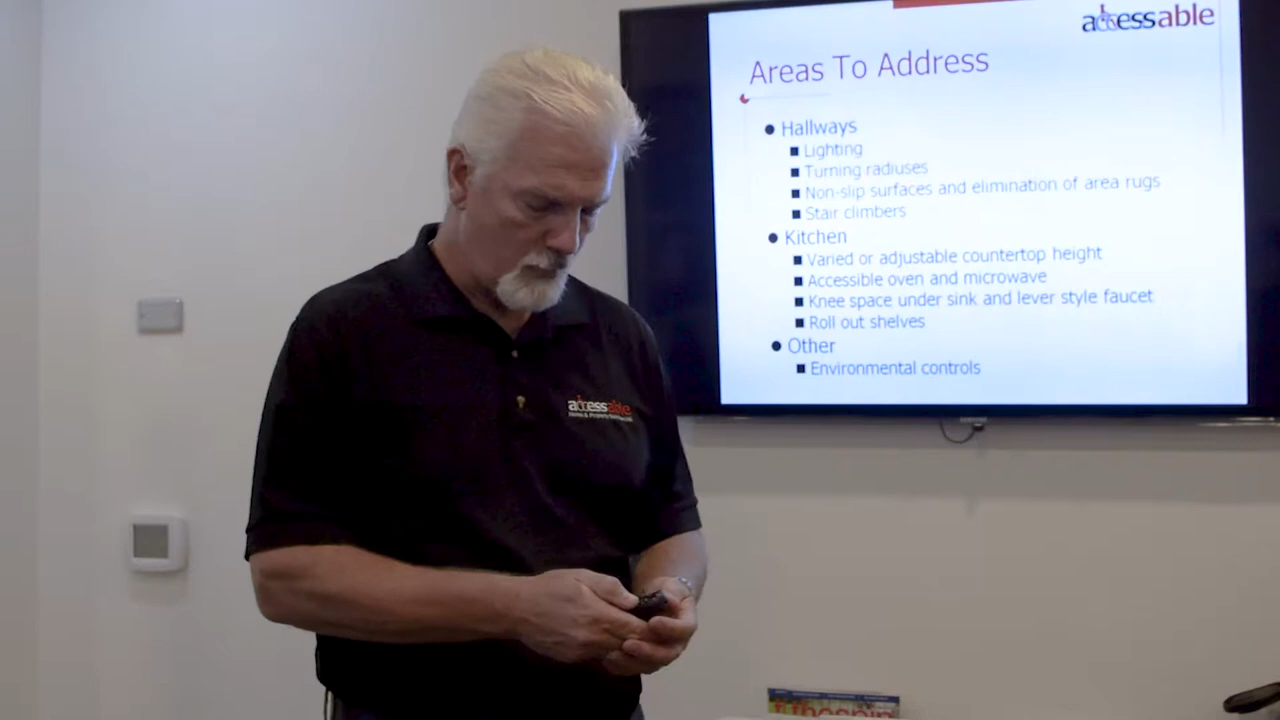 accessable
Areas To Address
Hallways
Lighting
Turning radiuses
Non-slip surfaces and elimination of area rugs
Stair climbers
Kitchen
Varied or adjustable countertop height
Accessible oven and microwave
Knee space under sink and lever style faucet
Roll out shelves
Other
Environmental controls
accessable
Home & Property